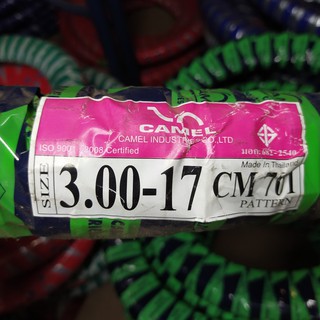 CAMEL
CAMEL INDUSTRIES CO.,LTD
ISO 9001 : 2008 Certified
Made in Thailand
SIZE
3.00-17
CM 701
PATTERN